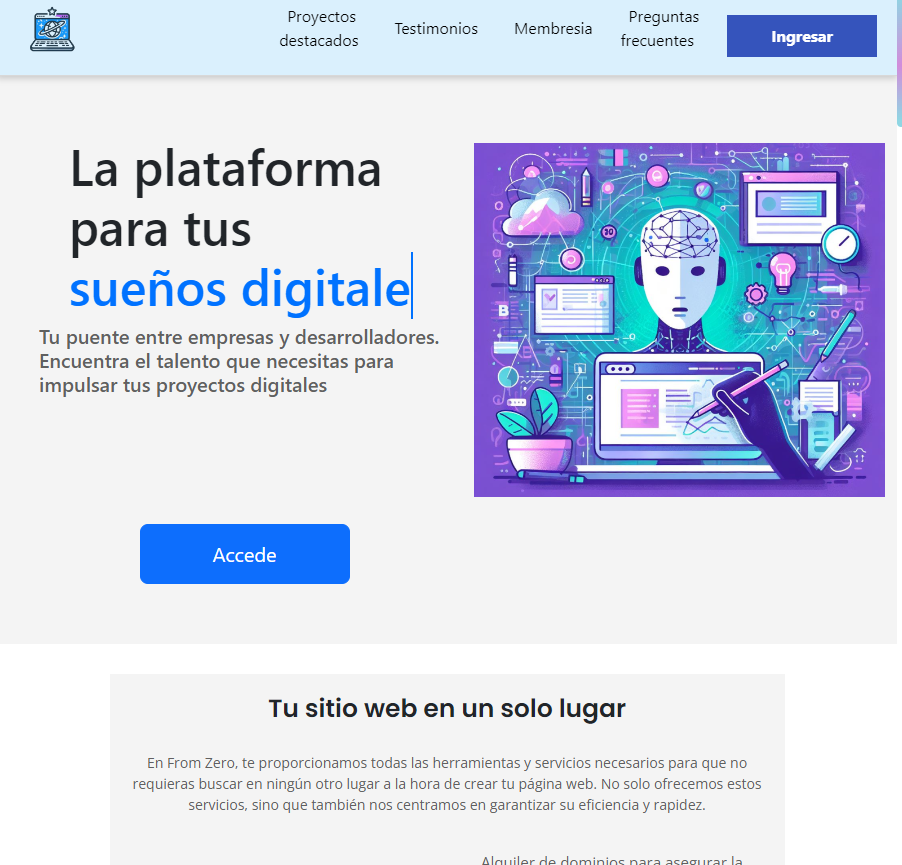 Proyectos
destacados
Testimonios
Membresia
Preguntas
frecuentes
Ingresar
La plataforma
para tus
sueños digitale
Tu puente entre empresas y desarrolladores.
Encuentra el talento que necesitas para
impulsar tus proyectos digitales
Accede
Tu sitio web en un solo lugar
En From Zero, te proporcionamos todas las herramientas y servicios necesarios para que no
requieras buscar en ningún otro lugar a la hora de crear tu página web. No solo ofrecemos estos
servicios, sino que también nos centramos en garantizar su eficiencia y rapidez.
Alquiler de dominios para asegurar la